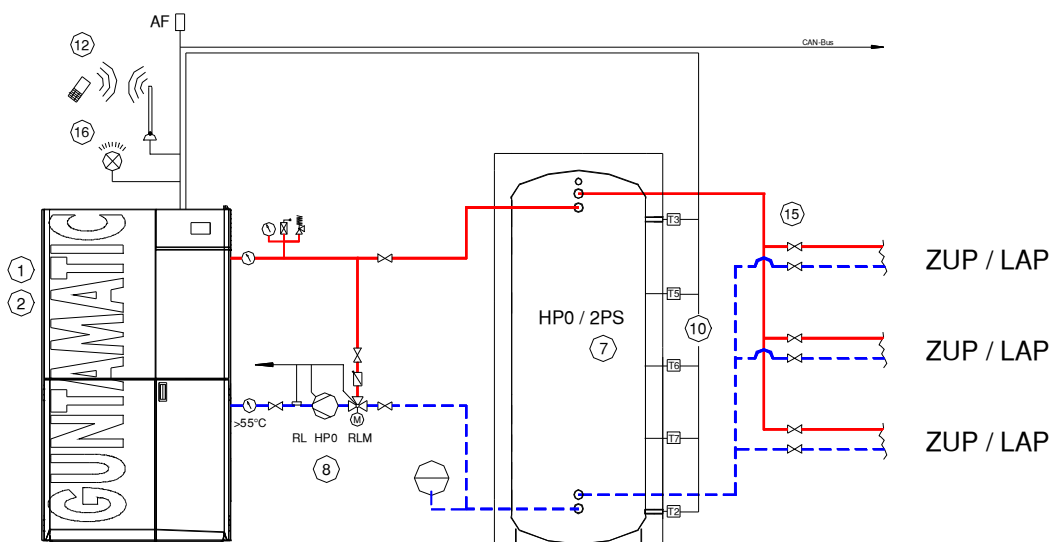 AF
12
CAN-Bus
16
15
T3
1
ZUP / LAP
2
GUNTAMATIC
T5
HP0 / 2PS
10
7
ZUP / LAP
T6
>55°C
M
RL HP0 RLM
T7
ZUP / LAP
8
T2